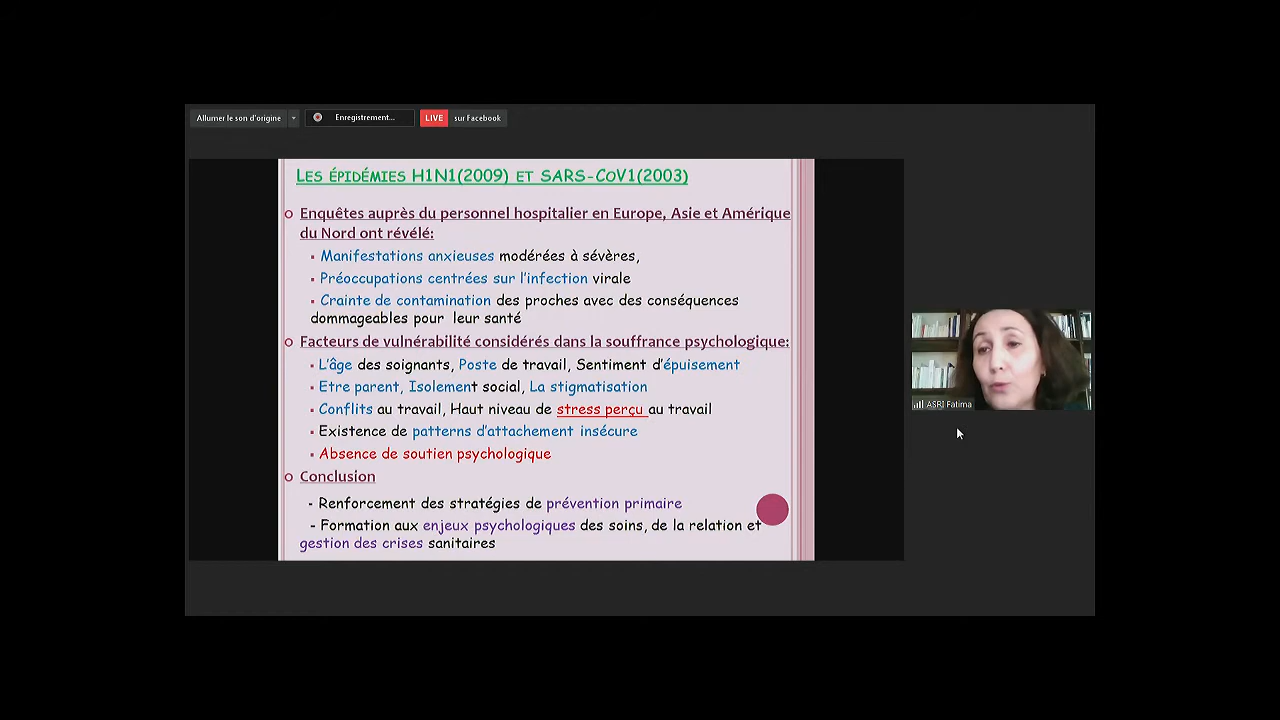 Allumer le son d'origine
Enregistrement...
LIVE sur Facebook
LES ÉPIDÉMIES H1N1(2009) ET SARS-COV1(2003)
Enquêtes auprès du personnel hospitalier en Europe, Asie et Amérique
du Nord ont révélé:
Manifestations anxieuses modérées à sévères,
Préoccupations centrées sur l'infection virale
Crainte de contamination des proches avec des conséquences
dommageables pour leur santé
Facteurs de vulnérabilité considérés dans la souffrance psychologique:
L'âge des soignants, Poste de travail, Sentiment d'épuisement
Etre parent, Isolement social, La stigmatisation
Conflits au travail, Haut niveau de stress perçu au travail
Existence de patterns d'attachement insécure
Absence de soutien psychologique
Conclusion
- Renforcement des stratégies de prévention primaire
- Formation aux enjeux psychologiques des soins, de la relation et
gestion des crises sanitaires
ASRI Fatima